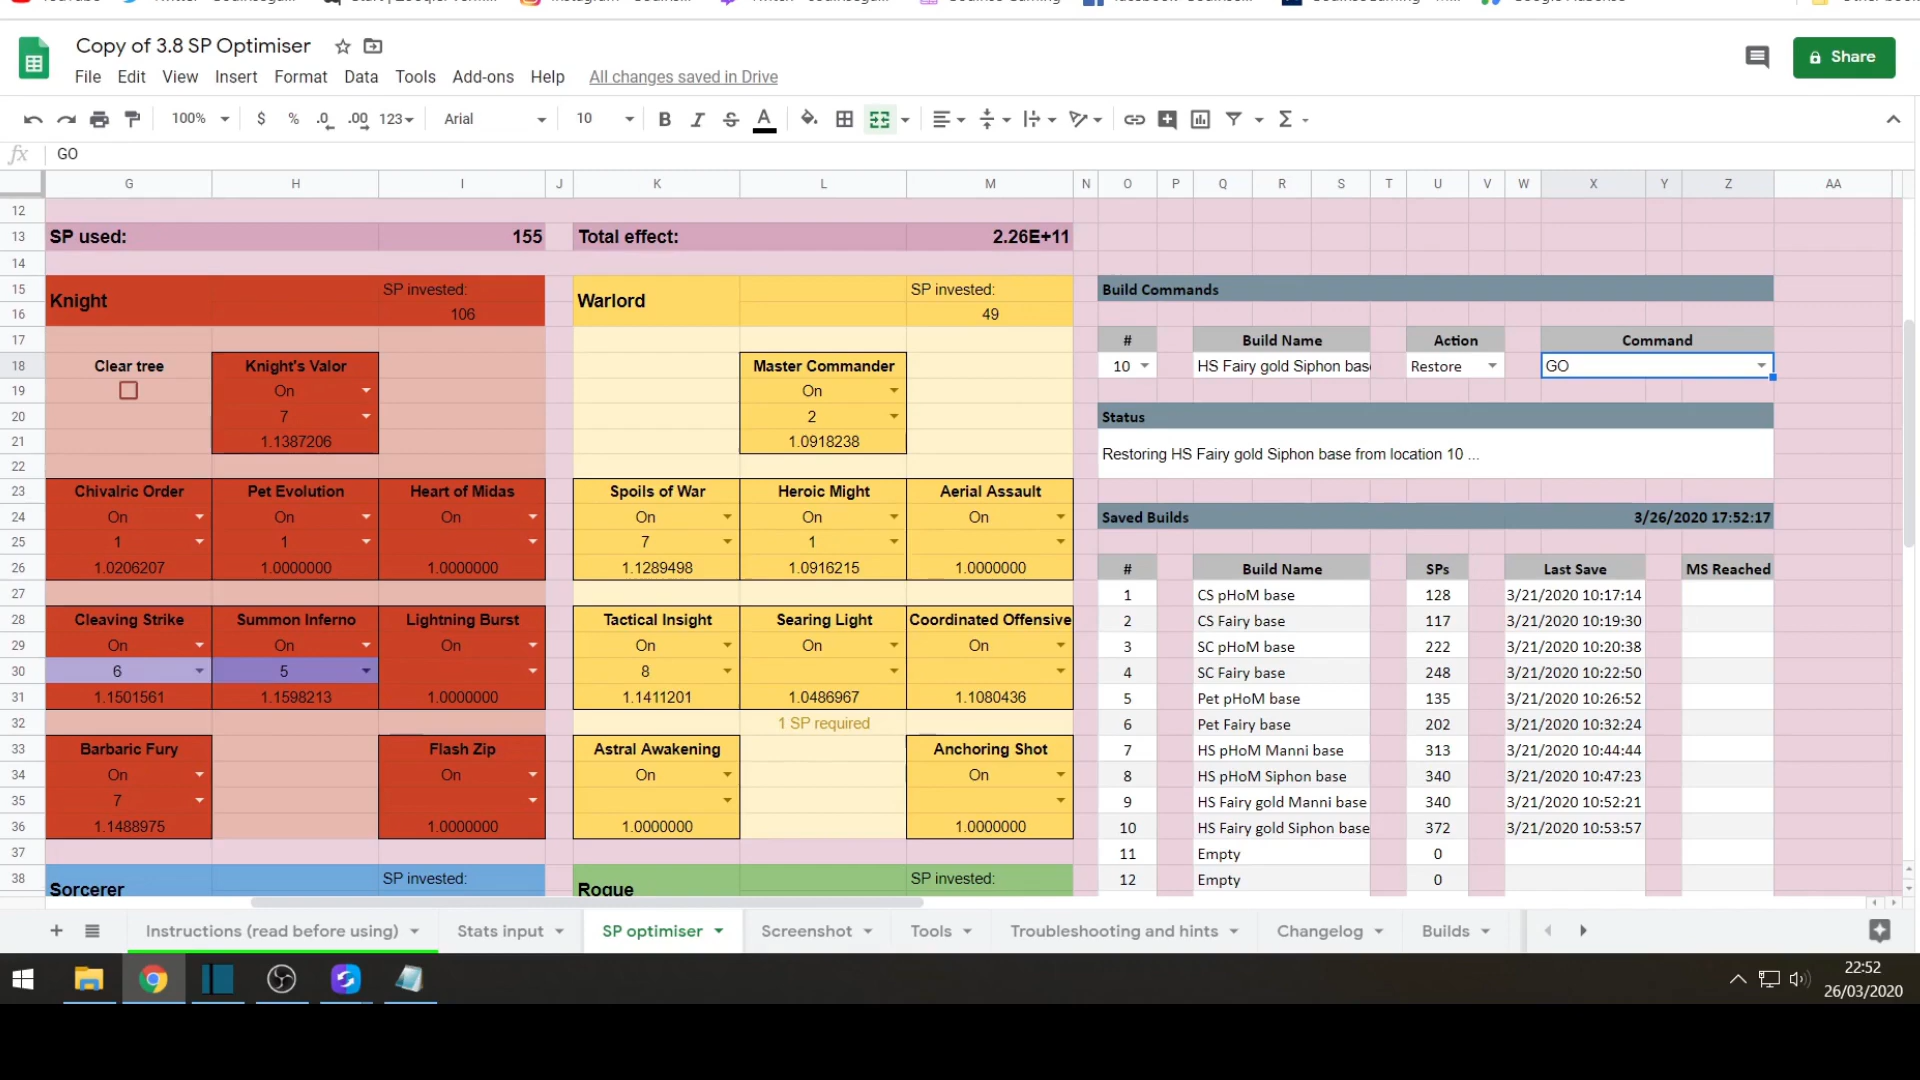 Copy of 3.8 SP Optimiser
File Edit View Insert Format Data Tools Add-ons Help All changes saved in Drive
Share
100% $ % .0 .00 123 Arial 10 B I S A
fx GO
G H I J K L M N O P Q R S T U V W X Y Z AA
12
13 SP used: 155 Total effect: 2.26E+11
14
15 Knight SP invested: Warlord SP invested: Build Commands
16 106 49
17 # Build Name Action Command
18 Clear tree Knight's Valor Master Commander 10 HS Fairy gold Siphon bas Restore GO
19 On On
20 7 2 Status
21 1.1387206 1.0918238
22 Restoring HS Fairy gold Siphon base from location 10 ...
23 Chivalric Order Pet Evolution Heart of Midas Spoils of War Heroic Might Aerial Assault
24 On On On On On On Saved Builds 3/26/2020 17:52:17
25 1 1 7 1
26 1.0206207 1.0000000 1.0000000 1.1289498 1.0916215 1.0000000 # Build Name SPs Last Save MS Reached
27 1 CS pHoM base 128 3/21/2020 10:17:14
28 Cleaving Strike Summon Inferno Lightning Burst Tactical Insight Searing Light Coordinated Offensive 2 CS Fairy base 117 3/21/2020 10:19:30
29 On On On On On On 3 SC pHoM base 222 3/21/2020 10:20:38
30 6 5 8 4 SC Fairy base 248 3/21/2020 10:22:50
31 1.1501561 1.1598213 1.0000000 1.1411201 1.0486967 1.1080436 5 Pet pHoM base 135 3/21/2020 10:26:52
32 1 SP required 6 Pet Fairy base 202 3/21/2020 10:32:24
33 Barbaric Fury Flash Zip Astral Awakening Anchoring Shot 7 HS pHoM Manni base 313 3/21/2020 10:44:44
34 On On On On 8 HS pHoM Siphon base 340 3/21/2020 10:47:23
35 7 9 HS Fairy gold Manni base 340 3/21/2020 10:52:21
36 1.1488975 1.0000000 1.0000000 1.0000000 10 HS Fairy gold Siphon base 372 3/21/2020 10:53:57
37 11 Empty 0
38 Sorcerer SP invested: Rogue SP invested: 12 Empty 0
Instructions (read before using) Stats input SP optimiser Screenshot Tools Troubleshooting and hints Changelog Builds
22:52
26/03/2020